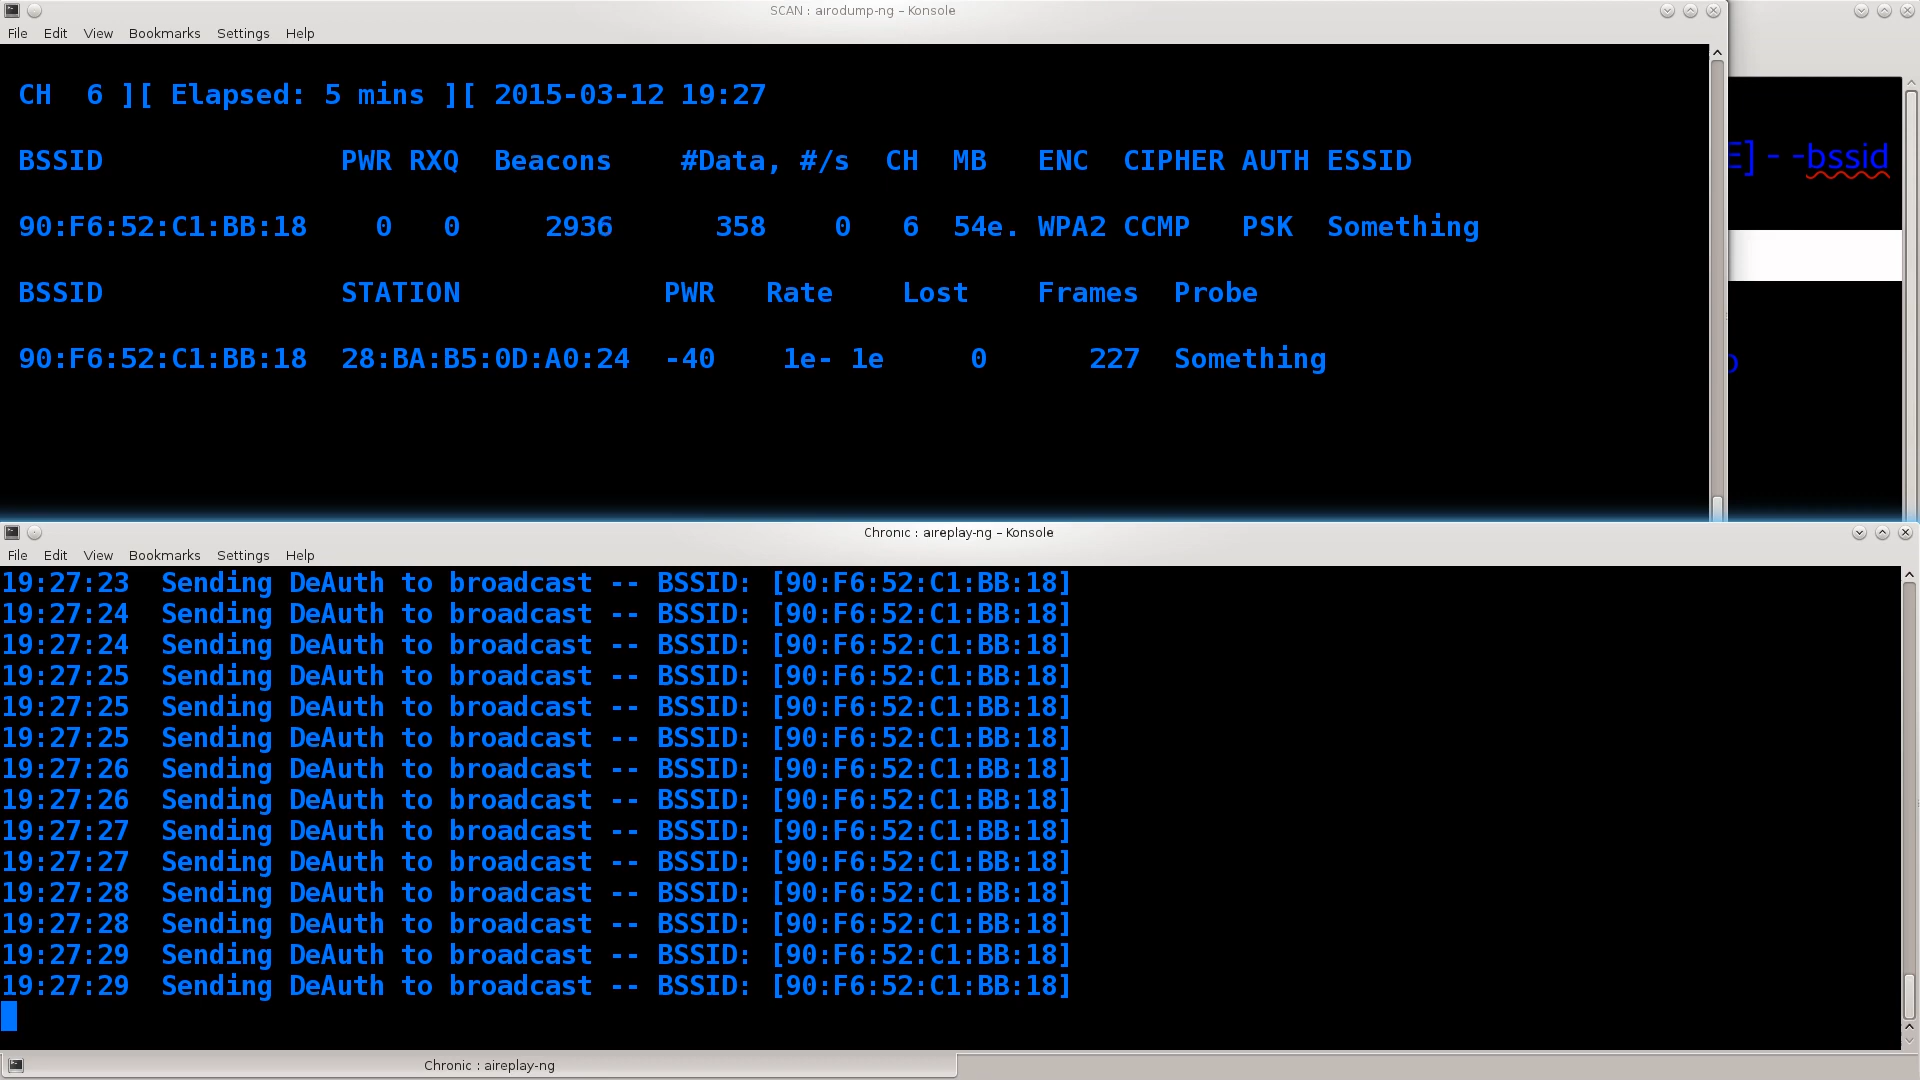 SCAN : airodump-ng – Konsole
File Edit View Bookmarks Settings Help
CH 6 ][ Elapsed: 5 mins ][ 2015-03-12 19:27
BSSID PWR RXQ Beacons #Data, #/s CH MB ENC CIPHER AUTH ESSID
90:F6:52:C1:BB:18 0 0 2936 358 0 6 54e. WPA2 CCMP PSK Something
BSSID STATION PWR Rate Lost Frames Probe
90:F6:52:C1:BB:18 28:BA:B5:0D:A0:24 -40 1e- 1e 0 227 Something
] - -bssid
Chronic : aireplay-ng – Konsole
File Edit View Bookmarks Settings Help
19:27:23 Sending DeAuth to broadcast -- BSSID: [90:F6:52:C1:BB:18]
19:27:24 Sending DeAuth to broadcast -- BSSID: [90:F6:52:C1:BB:18]
19:27:24 Sending DeAuth to broadcast -- BSSID: [90:F6:52:C1:BB:18]
19:27:25 Sending DeAuth to broadcast -- BSSID: [90:F6:52:C1:BB:18]
19:27:25 Sending DeAuth to broadcast -- BSSID: [90:F6:52:C1:BB:18]
19:27:25 Sending DeAuth to broadcast -- BSSID: [90:F6:52:C1:BB:18]
19:27:26 Sending DeAuth to broadcast -- BSSID: [90:F6:52:C1:BB:18]
19:27:26 Sending DeAuth to broadcast -- BSSID: [90:F6:52:C1:BB:18]
19:27:27 Sending DeAuth to broadcast -- BSSID: [90:F6:52:C1:BB:18]
19:27:27 Sending DeAuth to broadcast -- BSSID: [90:F6:52:C1:BB:18]
19:27:28 Sending DeAuth to broadcast -- BSSID: [90:F6:52:C1:BB:18]
19:27:28 Sending DeAuth to broadcast -- BSSID: [90:F6:52:C1:BB:18]
19:27:29 Sending DeAuth to broadcast -- BSSID: [90:F6:52:C1:BB:18]
19:27:29 Sending DeAuth to broadcast -- BSSID: [90:F6:52:C1:BB:18]
Chronic : aireplay-ng